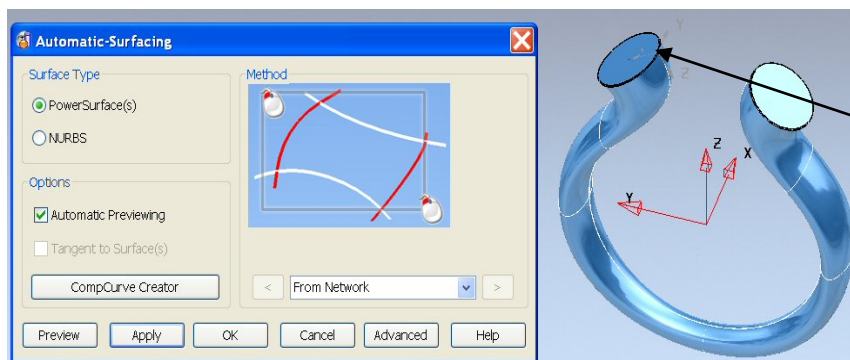 Automatic-Surfacing
Surface Type
PowerSurface(s)
NURBS
Options
Automatic Previewing
Tangent to Surface(s)
CompCurve Creator
Method
< From Network >
Preview Apply OK Cancel Advanced Help
Y
Z
Z
X
Y